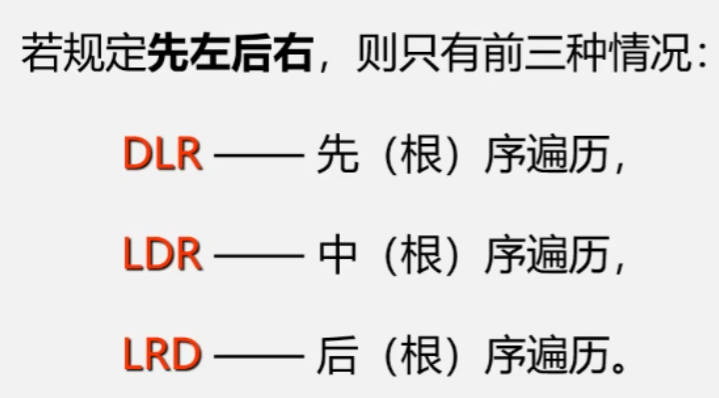 若规定先左后右，则只有前三种情况：
DLR —— 先（根）序遍历，
LDR —— 中（根）序遍历，
LRD —— 后（根）序遍历。